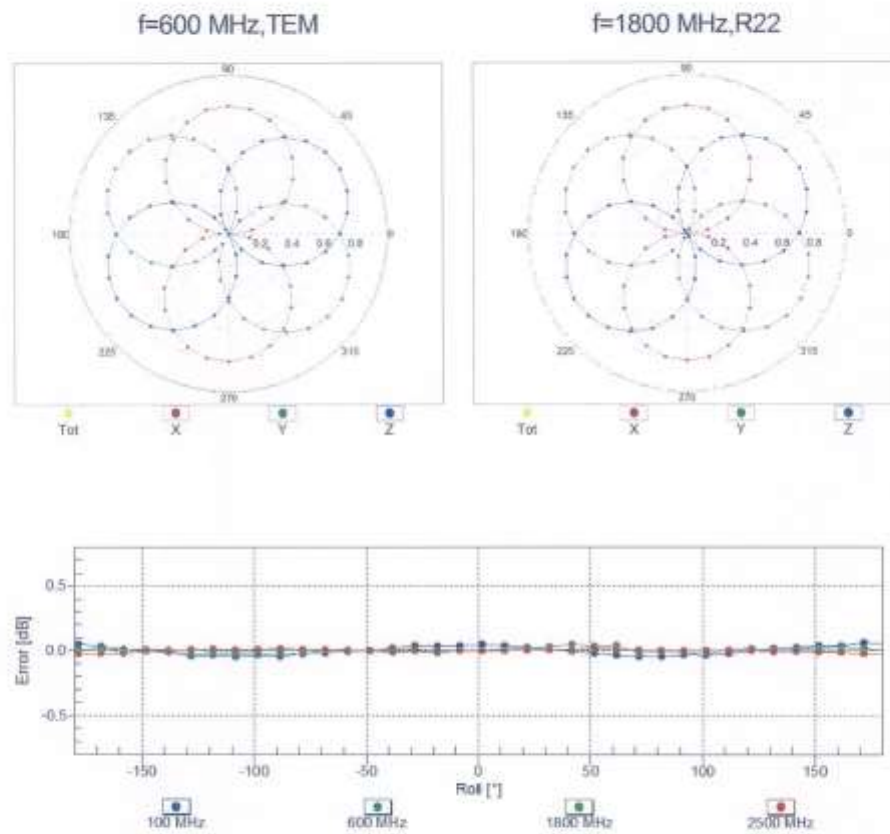 f=600 MHz,TEM
f=1800 MHz,R22
90
135
45
180
0.2 0.4 0.6 0.8
0
225
315
270
Tot X Y Z
90
135
45
180
0.2 0.4 0.6 0.8
0
225
315
270
Tot X Y Z
Error [dB]
0.5
0.0
-0.5
-150 -100 -50 0 50 100 150
Roll [°]
100 MHz 600 MHz 1800 MHz 2500 MHz